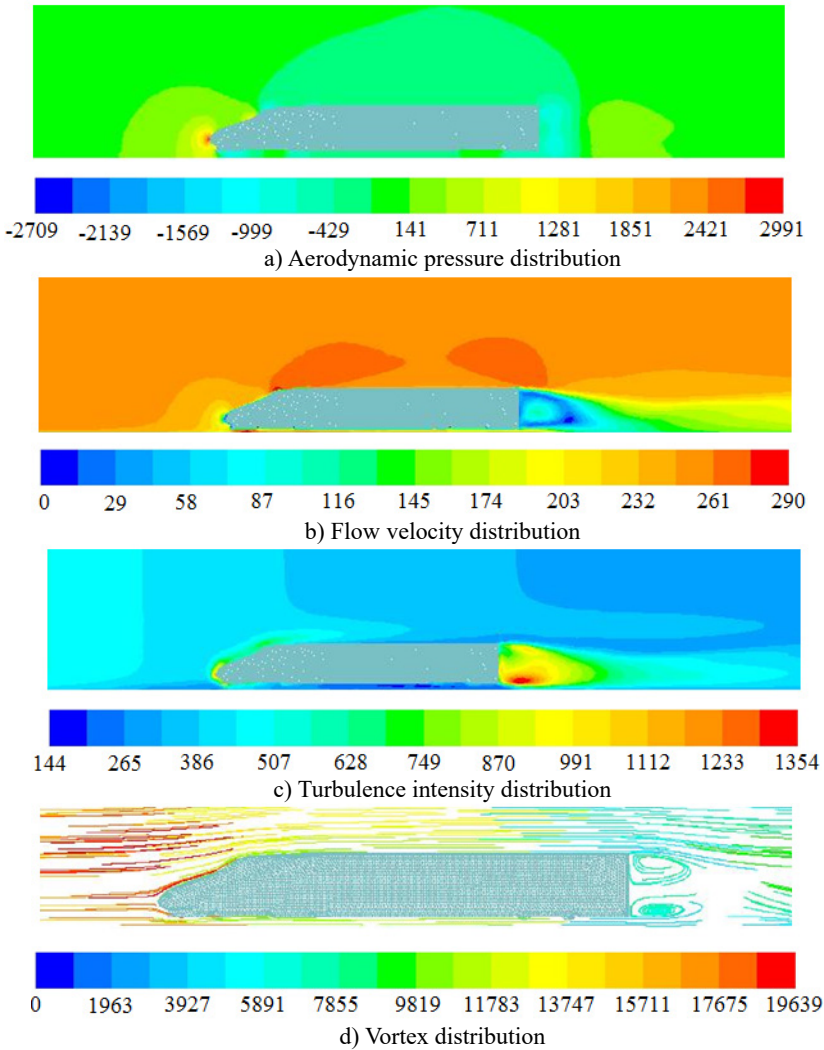 -2709 -2139 -1569 -999 -429 141 711 1281 1851 2421 2991
a) Aerodynamic pressure distribution
0 29 58 87 116 145 174 203 232 261 290
b) Flow velocity distribution
144 265 386 507 628 749 870 991 1112 1233 1354
c) Turbulence intensity distribution
0 1963 3927 5891 7855 9819 11783 13747 15711 17675 19639
d) Vortex distribution